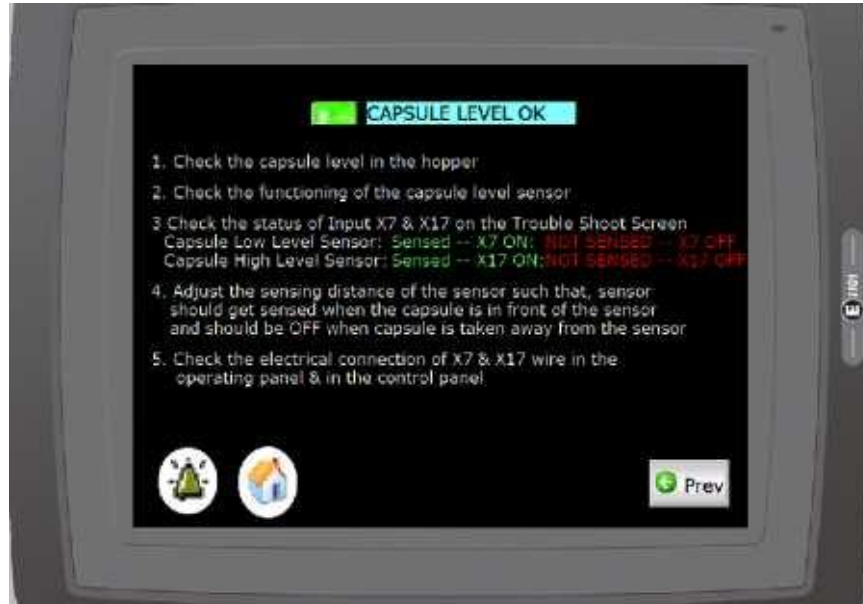 CAPSULE LEVEL OK
1. Check the capsule level in the hopper
2. Check the functioning of the capsule level sensor
3 Check the status of Input X7 & X17 on the Trouble Shoot Screen
Capsule Low Level Sensor: Sensed -- X7 ON: NOT SENSED -- X7 OFF
Capsule High Level Sensor: Sensed -- X17 ON:NOT SENSED -- X17 OFF
4. Adjust the sensing distance of the sensor such that, sensor
should get sensed when the capsule is in front of the sensor
and should be OFF when capsule is taken away from the sensor
5. Check the electrical connection of X7 & X17 wire in the
operating panel & in the control panel
Prev